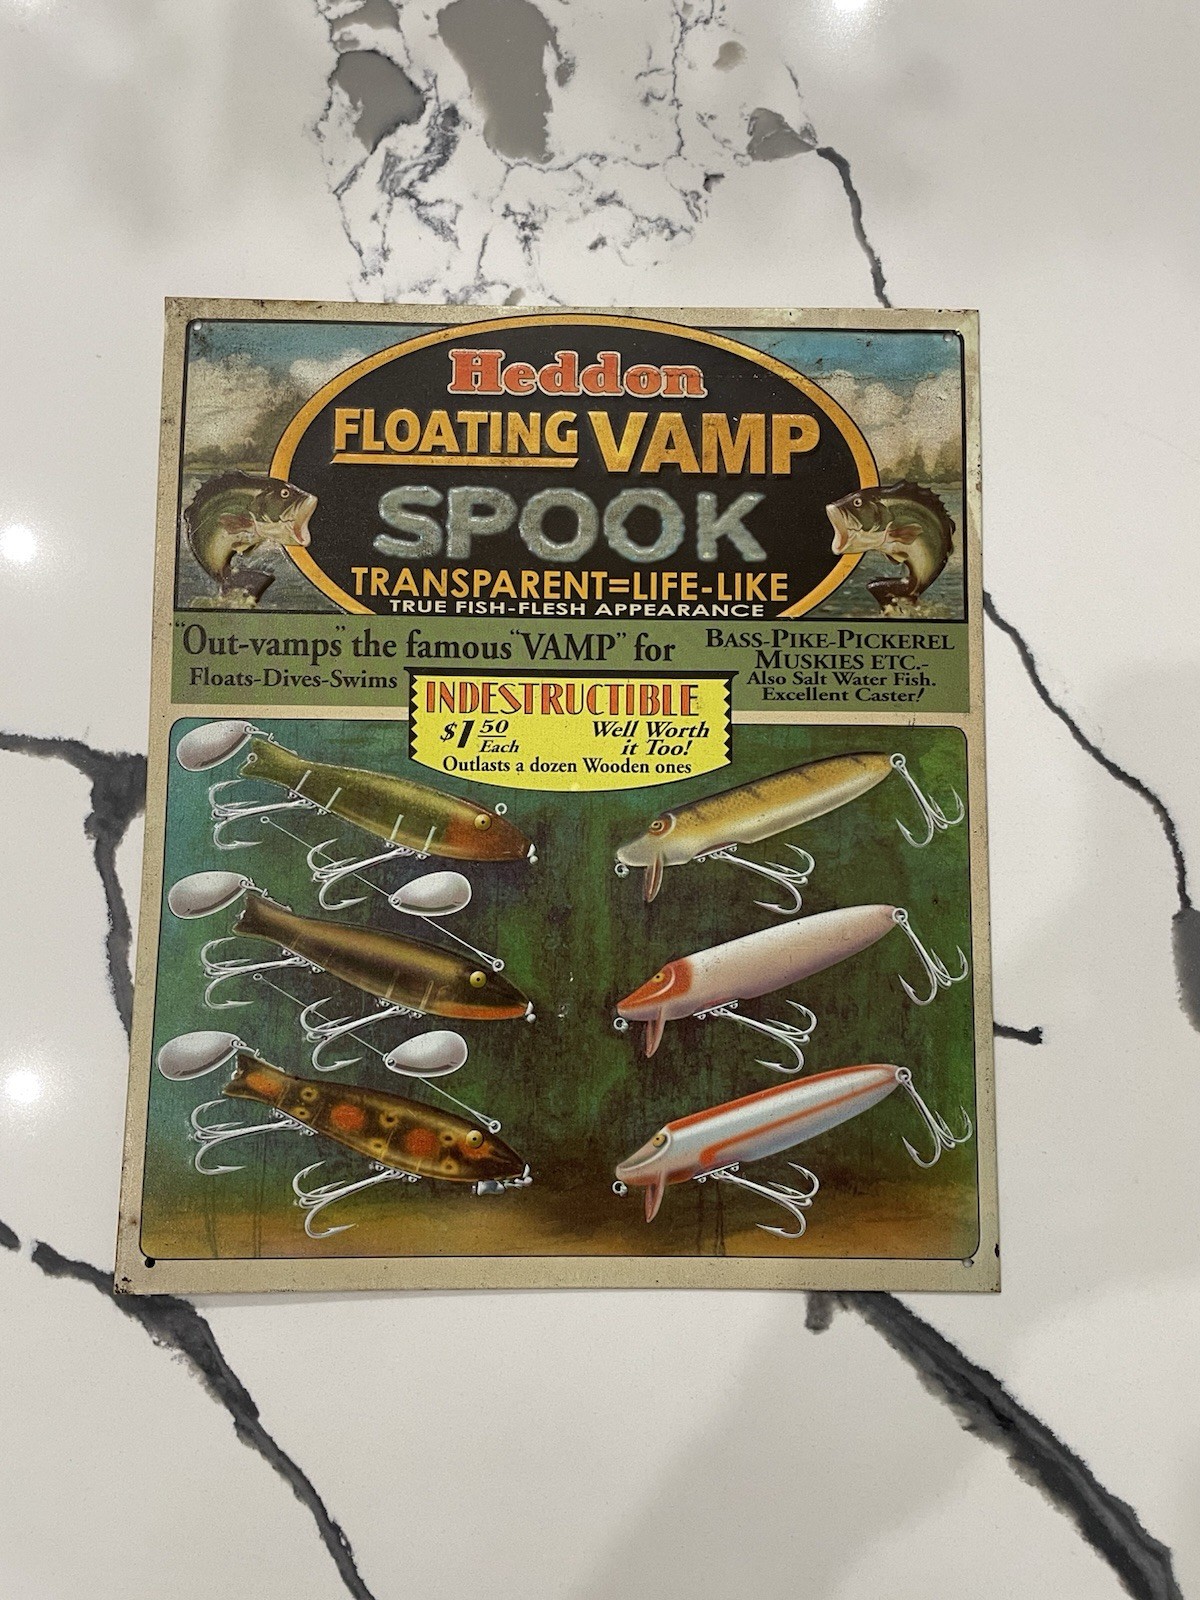 Heddon
FLOATING VAMP
SPOOK
TRANSPARENT=LIFE-LIKE
TRUE FISH-FLESH APPEARANCE
"Out-vamps" the famous "VAMP" for
Floats-Dives-Swims
BASS-PIKE-PICKEREL
MUSKIES ETC.-
Also Salt Water Fish.
Excellent Caster!
INDESTRUCTIBLE
$1 50 Each
Well Worth
it Too!
Outlasts a dozen Wooden ones